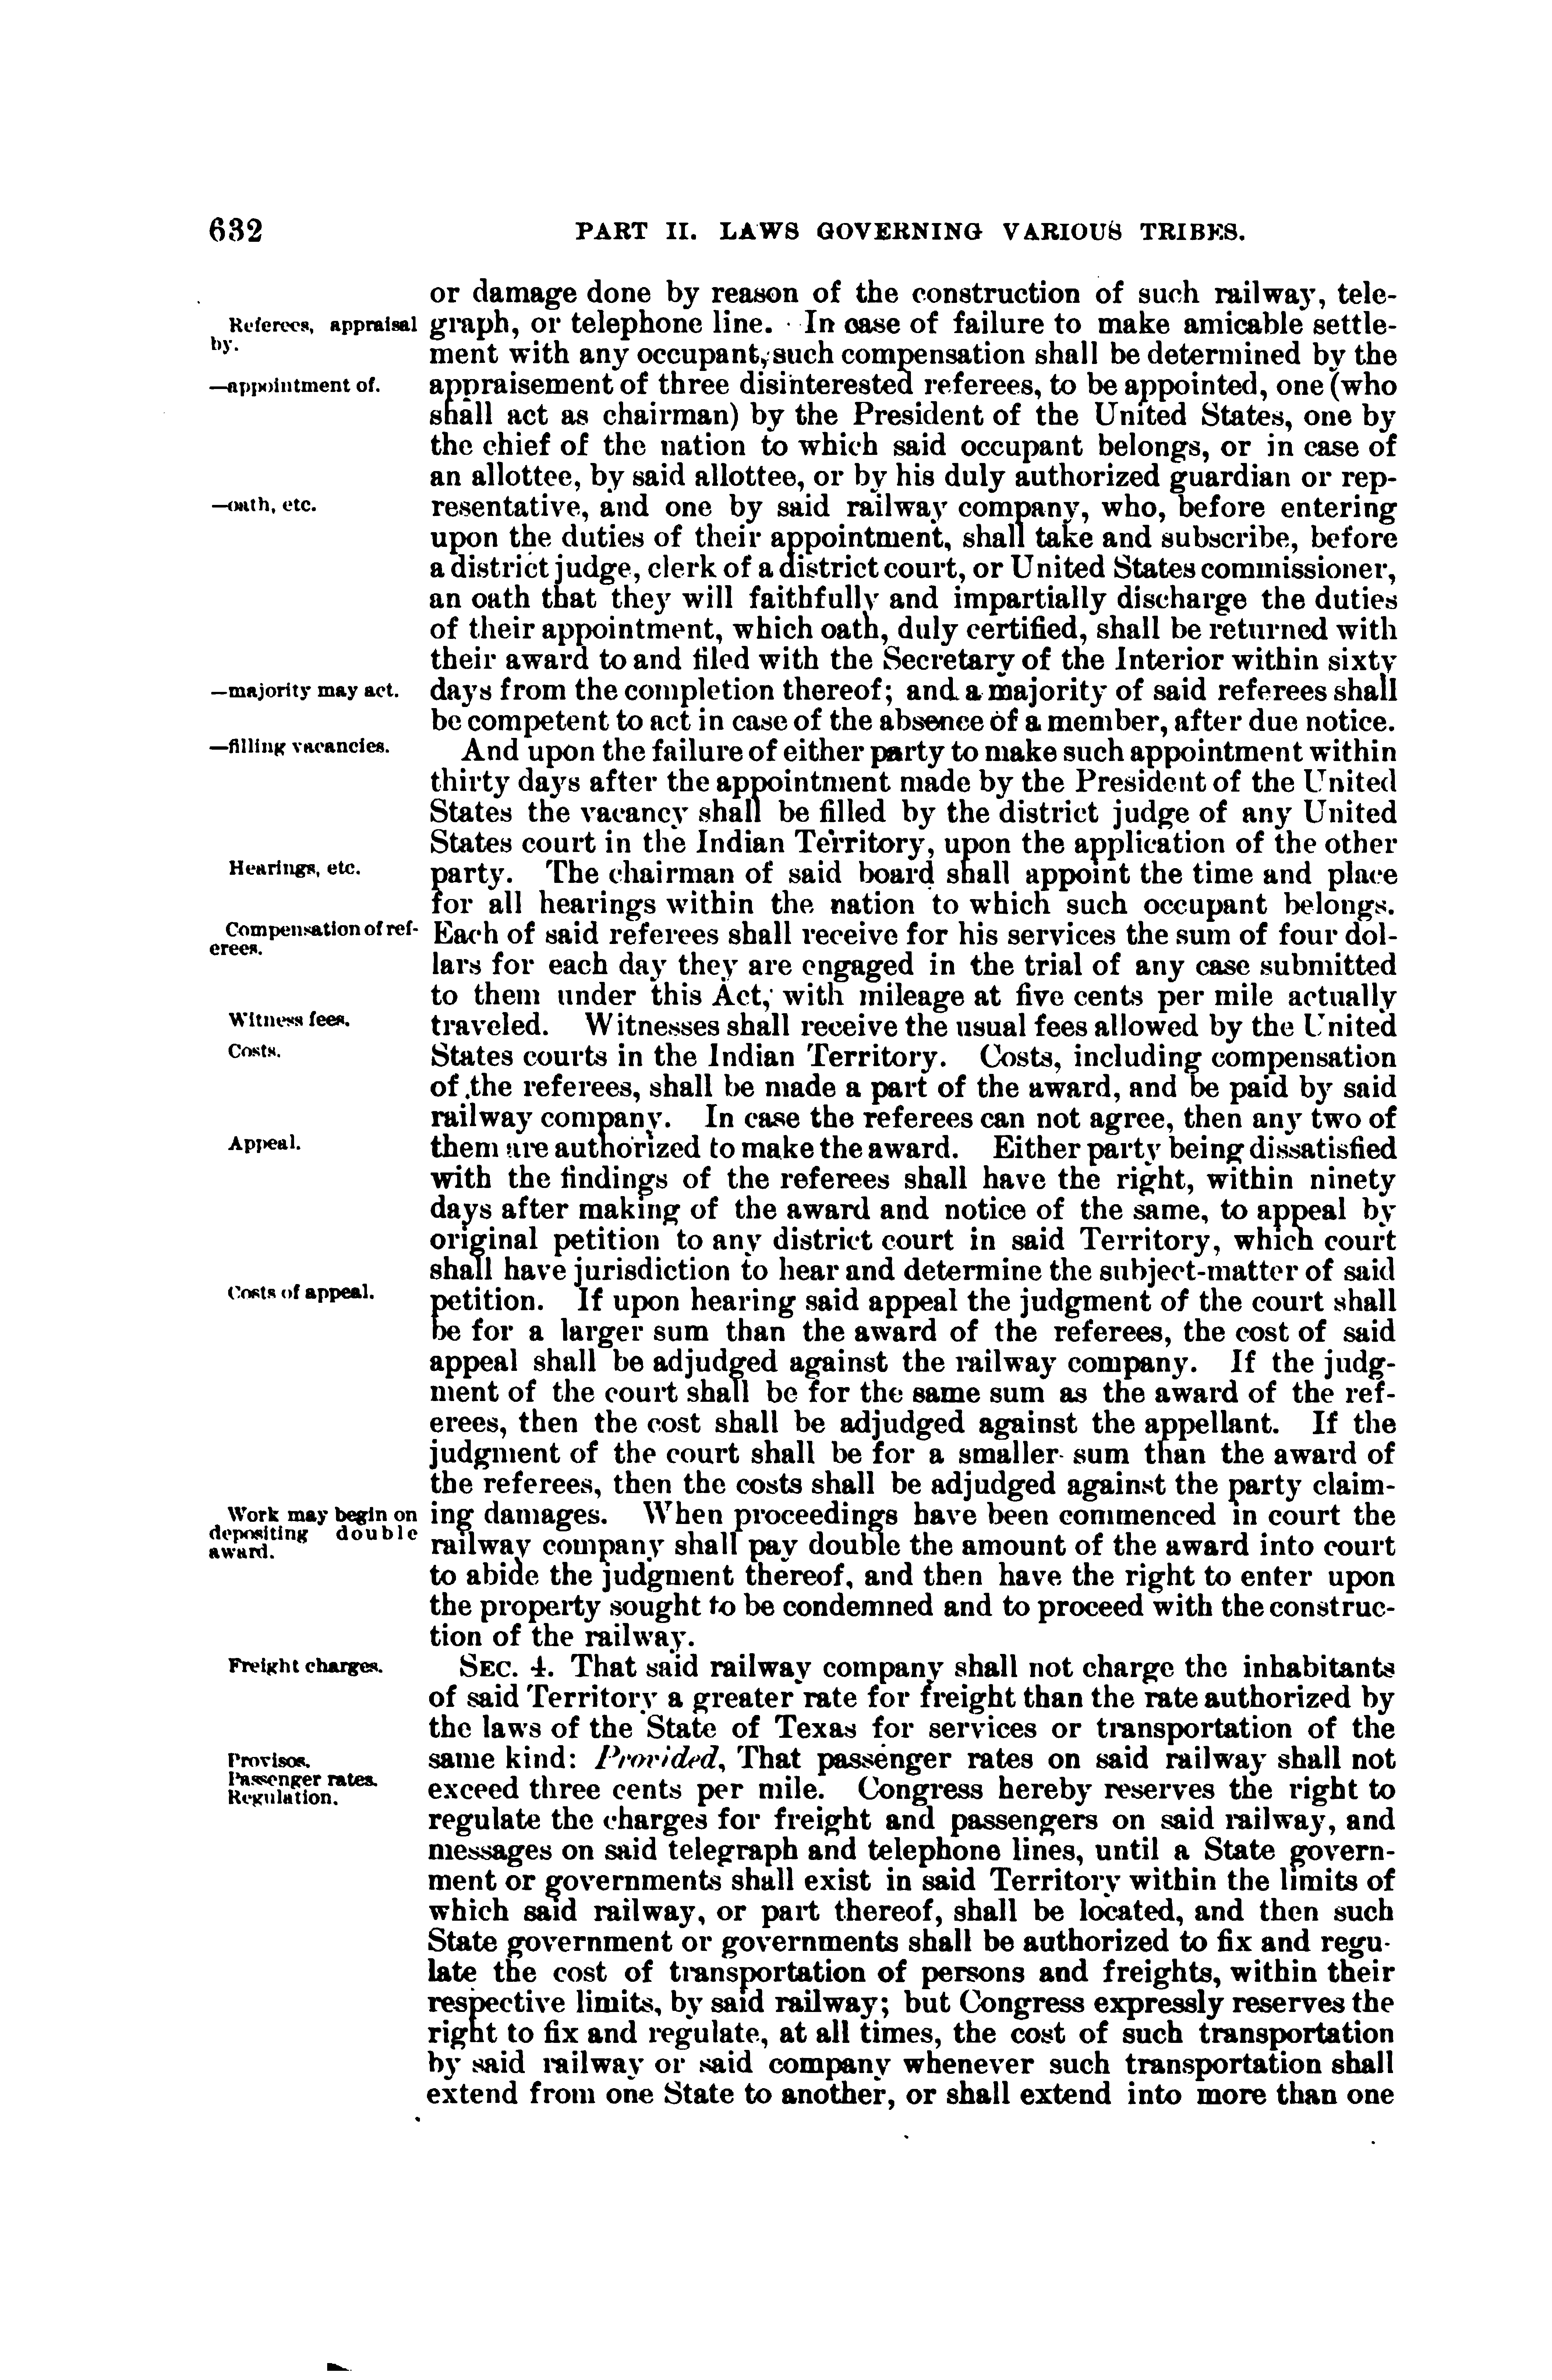 632 PART II. LAWS GOVERNING VARIOUS TRIBES.
or damage done by reason of the construction of such railway, tele-
Referees, appraisal by.
graph, or telephone line. In case of failure to make amicable settle-
ment with any occupant, such compensation shall be determined by the
—appointment of.
appraisement of three disinterested referees, to be appointed, one (who
shall act as chairman) by the President of the United States, one by
the chief of the nation to which said occupant belongs, or in case of
an allottee, by said allottee, or by his duly authorized guardian or rep-
—oath, etc.
resentative, and one by said railway company, who, before entering
upon the duties of their appointment, shall take and subscribe, before
a district judge, clerk of a district court, or United States commissioner,
an oath that they will faithfully and impartially discharge the duties
of their appointment, which oath, duly certified, shall be returned with
their award to and filed with the Secretary of the Interior within sixty
—majority may act.
days from the completion thereof; and a majority of said referees shall
be competent to act in case of the absence of a member, after due notice.
—filling vacancies.
And upon the failure of either party to make such appointment within
thirty days after the appointment made by the President of the United
States the vacancy shall be filled by the district judge of any United
States court in the Indian Territory, upon the application of the other
Hearings, etc.
party. The chairman of said board shall appoint the time and place
for all hearings within the nation to which such occupant belongs.
Compensation of ref-
erees.
Each of said referees shall receive for his services the sum of four dol-
lars for each day they are engaged in the trial of any case submitted
to them under this Act, with mileage at five cents per mile actually
Witness fees.
traveled. Witnesses shall receive the usual fees allowed by the United
Costs.
States courts in the Indian Territory. Costs, including compensation
of the referees, shall be made a part of the award, and be paid by said
railway company. In case the referees can not agree, then any two of
Appeal.
them are authorized to make the award. Either party being dissatisfied
with the findings of the referees shall have the right, within ninety
days after making of the award and notice of the same, to appeal by
original petition to any district court in said Territory, which court
shall have jurisdiction to hear and determine the subject-matter of said
Costs of appeal.
petition. If upon hearing said appeal the judgment of the court shall
be for a larger sum than the award of the referees, the cost of said
appeal shall be adjudged against the railway company. If the judg-
ment of the court shall be for the same sum as the award of the ref-
erees, then the cost shall be adjudged against the appellant. If the
judgment of the court shall be for a smaller sum than the award of
the referees, then the costs shall be adjudged against the party claim-
Work may begin on
depositing double
award.
ing damages. When proceedings have been commenced in court the
railway company shall pay double the amount of the award into court
to abide the judgment thereof, and then have the right to enter upon
the property sought to be condemned and to proceed with the construc-
tion of the railway.
Freight charges.
SEC. 4. That said railway company shall not charge the inhabitants
of said Territory a greater rate for freight than the rate authorized by
the laws of the State of Texas for services or transportation of the
Provisos.
Passenger rates.
Regulation.
same kind: Provided, That passenger rates on said railway shall not
exceed three cents per mile. Congress hereby reserves the right to
regulate the charges for freight and passengers on said railway, and
messages on said telegraph and telephone lines, until a State govern-
ment or governments shall exist in said Territory within the limits of
which said railway, or part thereof, shall be located, and then such
State government or governments shall be authorized to fix and regu-
late the cost of transportation of persons and freights, within their
respective limits, by said railway; but Congress expressly reserves the
right to fix and regulate, at all times, the cost of such transportation
by said railway or said company whenever such transportation shall
extend from one State to another, or shall extend into more than one